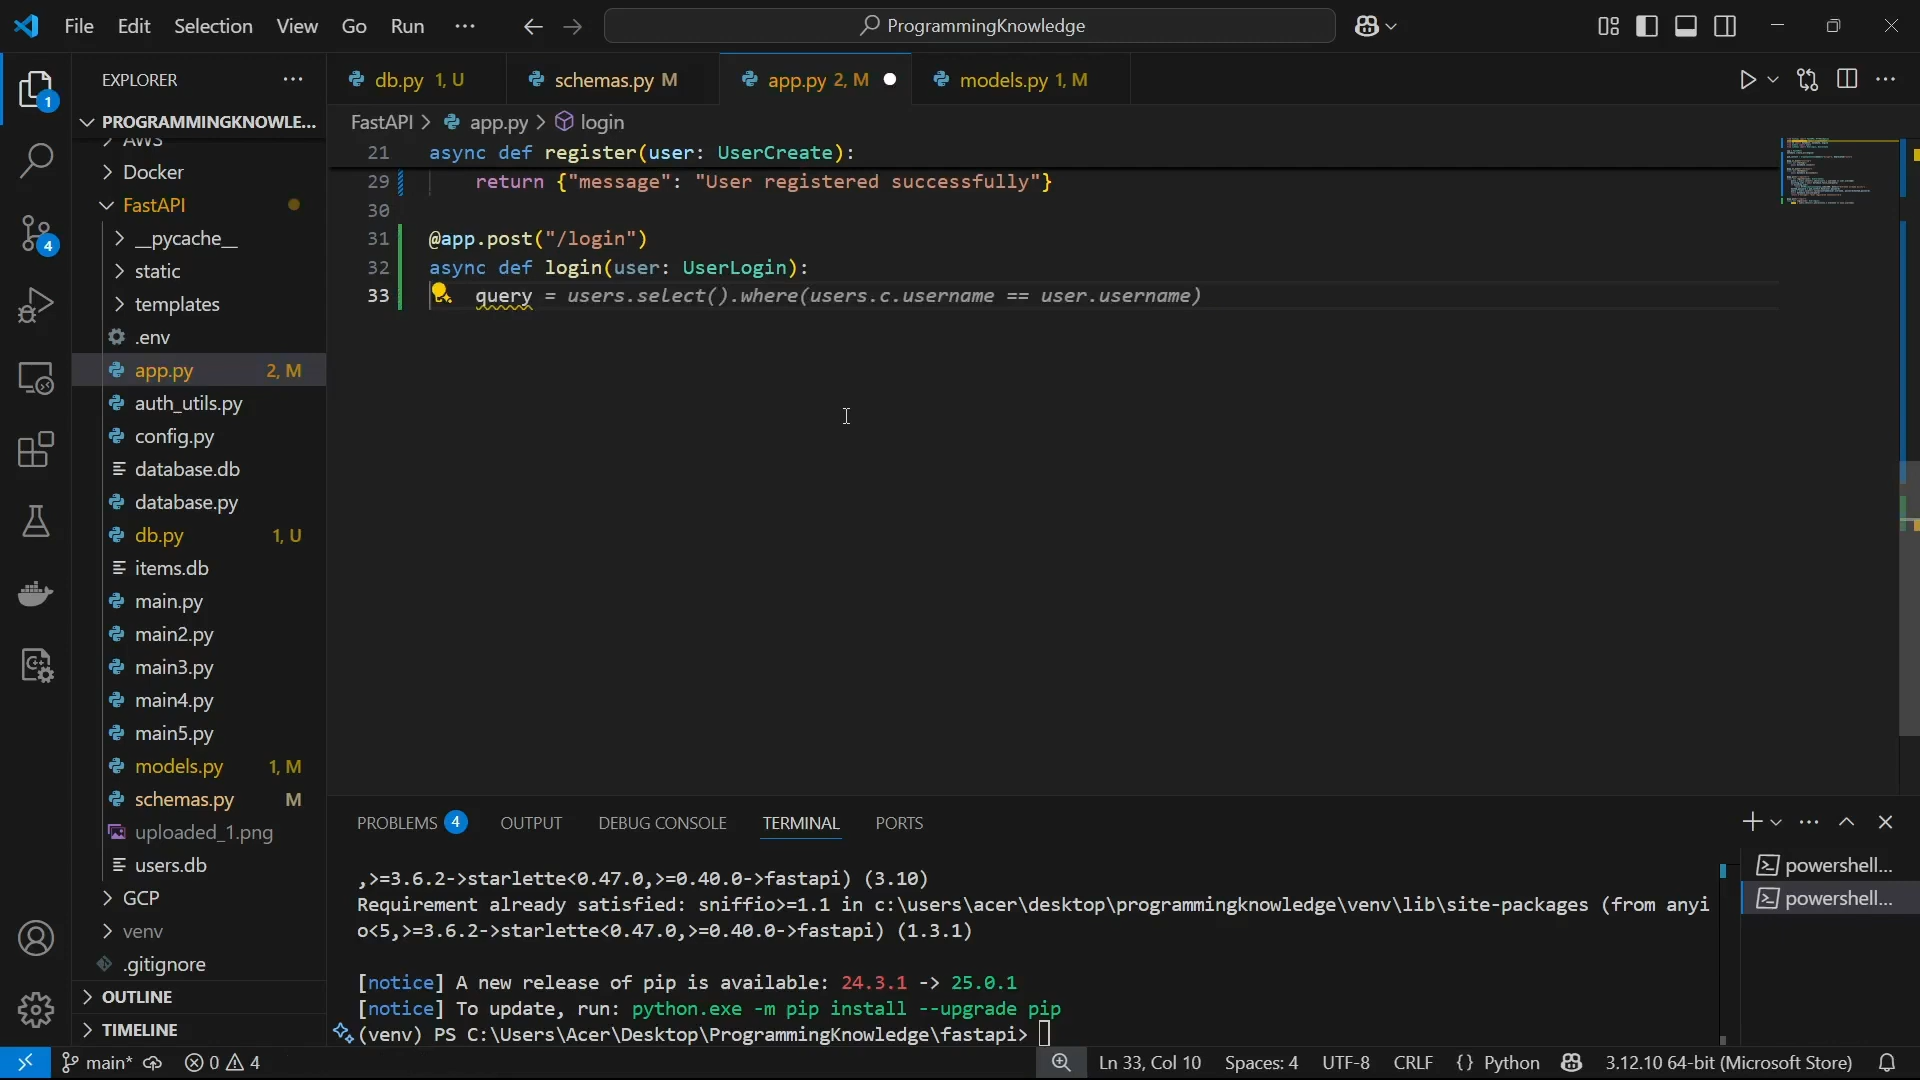 File Edit Selection View Go Run ···
ProgrammingKnowledge
EXPLORER
1
PROGRAMMINGKNOWLE...
AWS
Docker
FastAPI
__pycache__
static
templates
.env
app.py 2, M
auth_utils.py
config.py
database.db
database.py
db.py 1, U
items.db
main.py
main2.py
main3.py
main4.py
main5.py
models.py 1, M
schemas.py M
uploaded_1.png
users.db
GCP
venv
.gitignore
OUTLINE
TIMELINE
4
db.py 1, U
schemas.py M
app.py 2, M
models.py 1, M
FastAPI > app.py > login
21 async def register(user: UserCreate):
29 return {"message": "User registered successfully"}
30
31 @app.post("/login")
32 async def login(user: UserLogin):
33 query = users.select().where(users.c.username == user.username)
PROBLEMS 4 OUTPUT DEBUG CONSOLE TERMINAL PORTS
,>=3.6.2->starlette<0.47.0,>=0.40.0->fastapi) (3.10)
Requirement already satisfied: sniffio>=1.1 in c:\users\acer\desktop\programmingknowledge\venv\lib\site-packages (from anyi
o<5,>=3.6.2->starlette<0.47.0,>=0.40.0->fastapi) (1.3.1)
[notice] A new release of pip is available: 24.3.1 -> 25.0.1
[notice] To update, run: python.exe -m pip install --upgrade pip
(venv) PS C:\Users\Acer\Desktop\ProgrammingKnowledge\fastapi>
powershell...
powershell...
main* 0 4
Ln 33, Col 10 Spaces: 4 UTF-8 CRLF {} Python 3.12.10 64-bit (Microsoft Store)